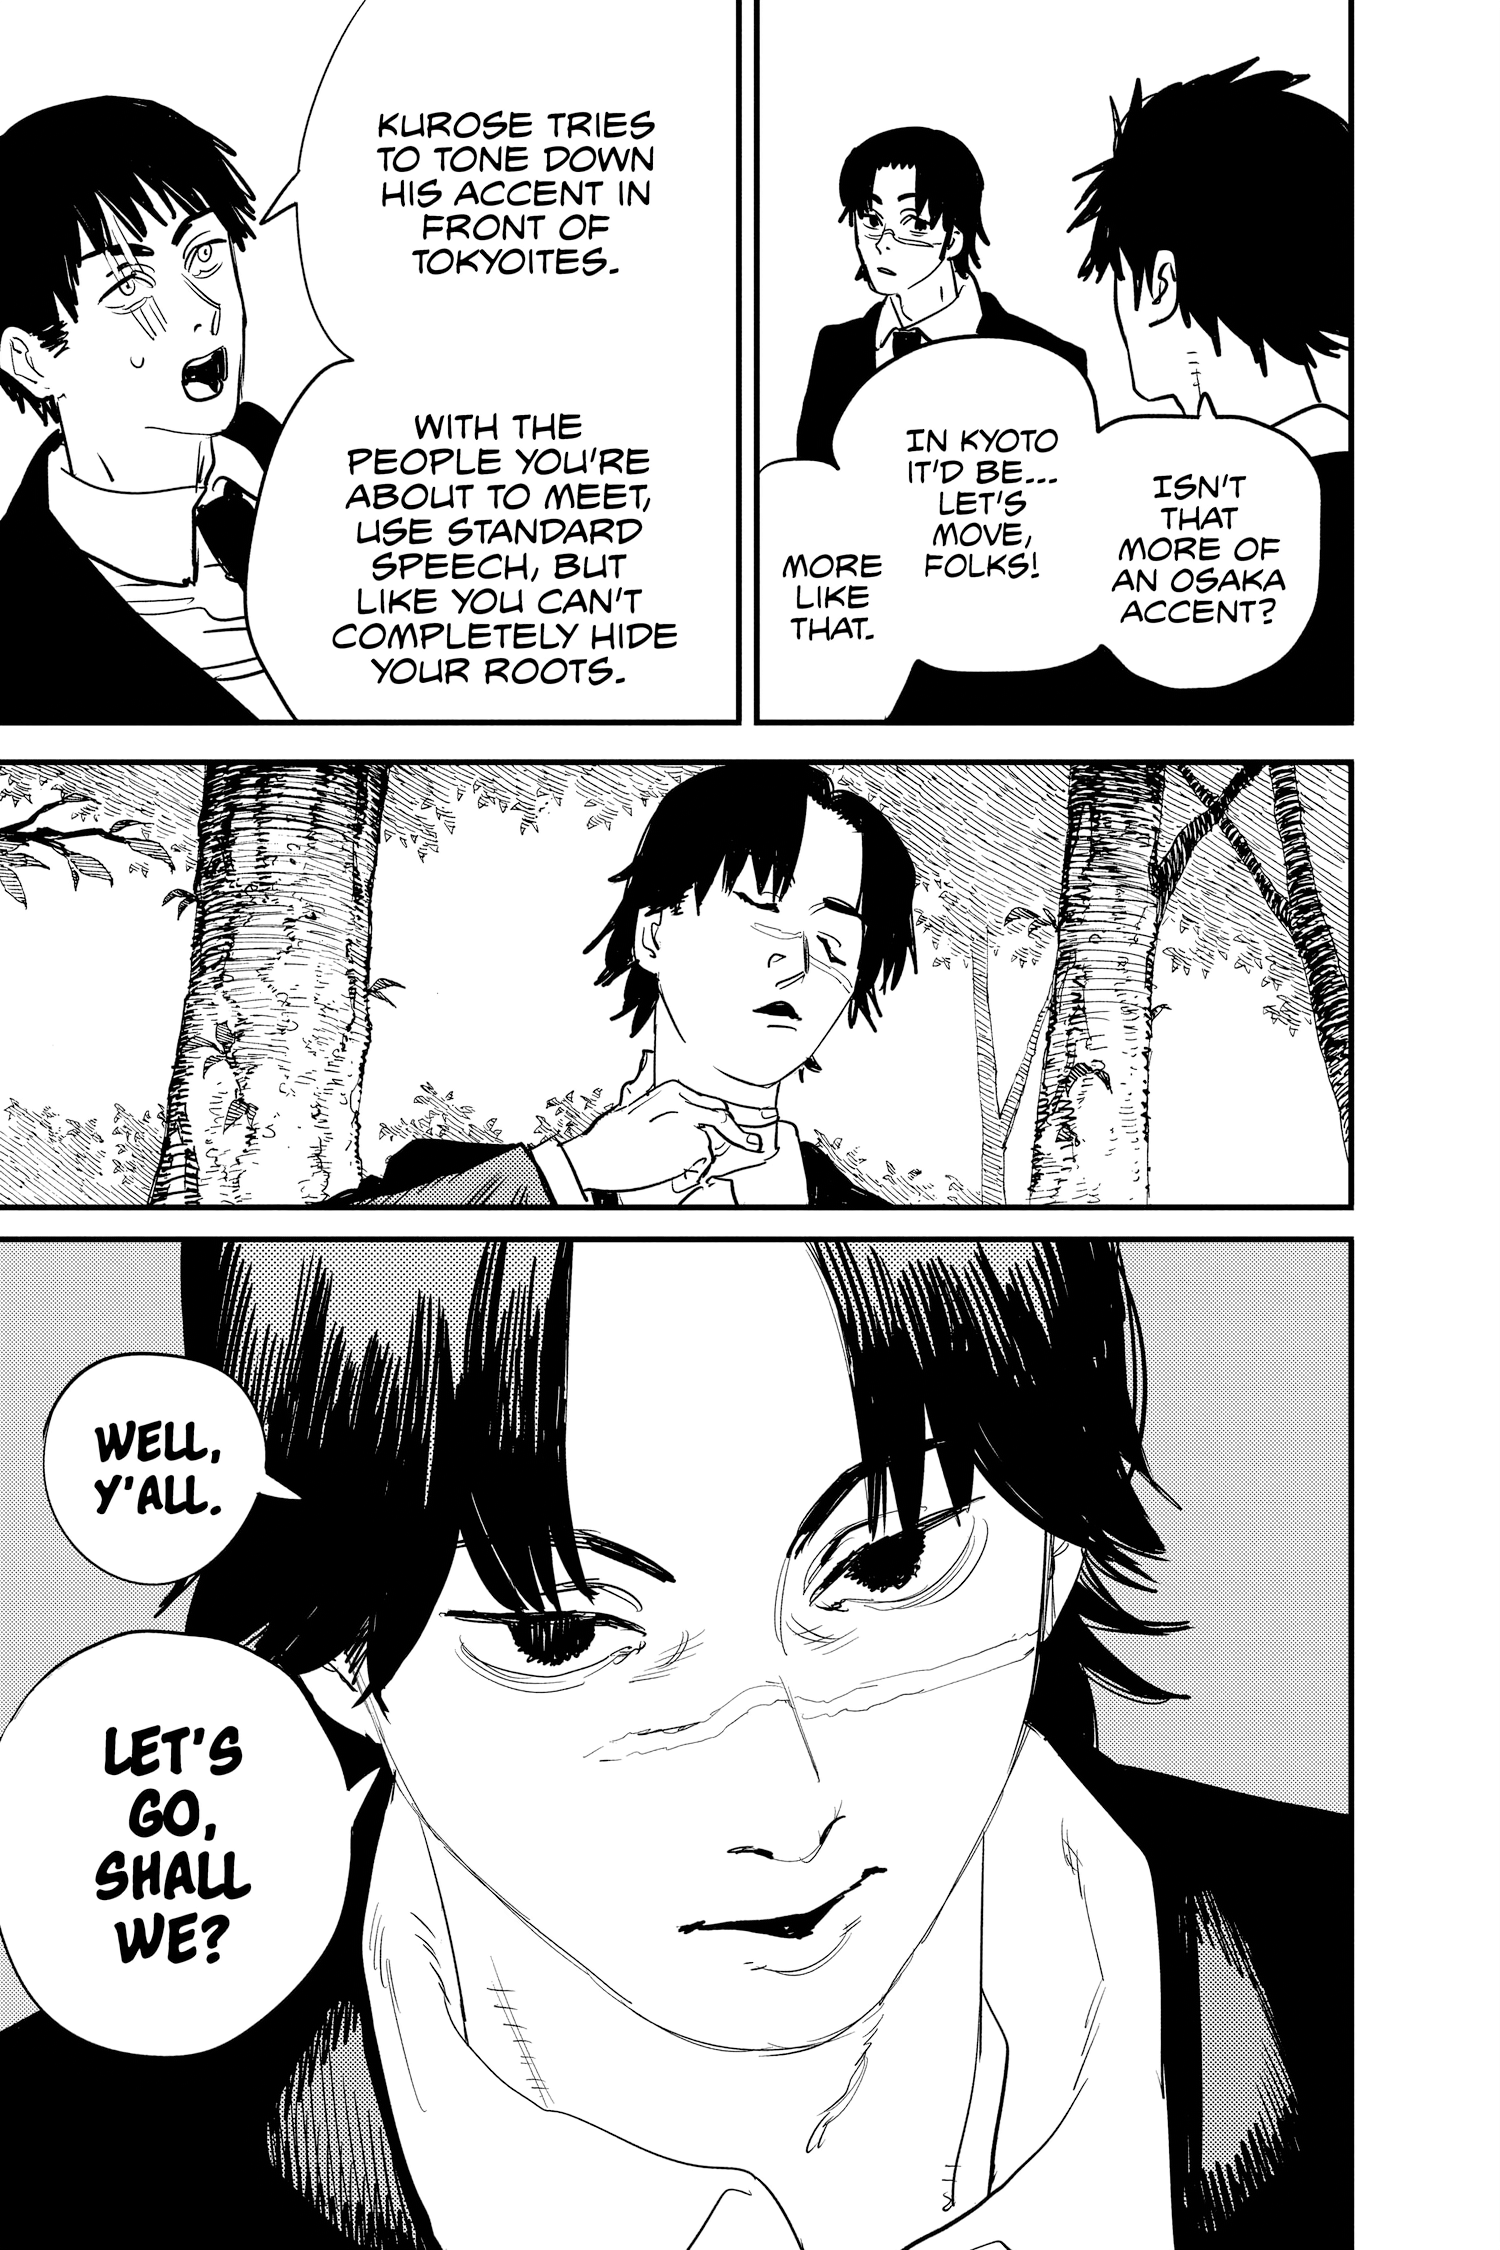 ISN'T
THAT
MORE OF
AN OSAKA
ACCENT?
IN KYOTO
IT'D BE...
LET'S
MOVE,
FOLKS!
MORE
LIKE
THAT.
KUROSE TRIES
TO TONE DOWN
HIS ACCENT IN
FRONT OF
TOKYOITES.
WITH THE
PEOPLE YOU'RE
ABOUT TO MEET,
USE STANDARD
SPEECH, BUT
LIKE YOU CAN'T
COMPLETELY HIDE
YOUR ROOTS.
WELL,
Y'ALL.
LET'S
GO,
SHALL
WE?